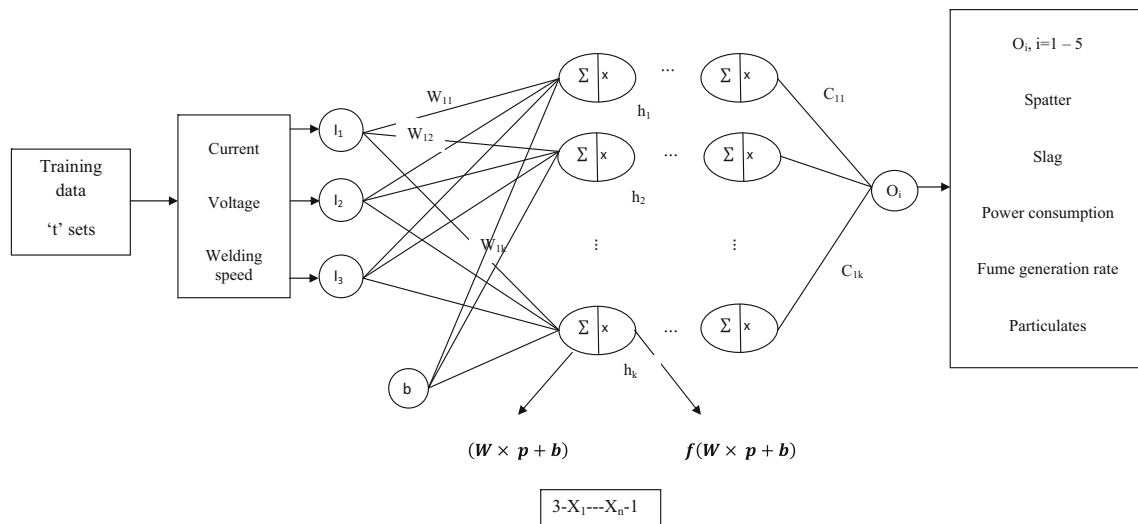 Training
data
't' sets
Current
Voltage
Welding
speed
I₁
I₂
I₃
b
W₁₁
W₁₂
W₁ₖ
Σ x ... Σ x
h₁
Σ x ... Σ x
h₂
⋮ ⋮
Σ x ... Σ x
hₖ
C₁₁
C₁ₖ
Oᵢ
Oᵢ, i=1 – 5
Spatter
Slag
Power consumption
Fume generation rate
Particulates
(W × p + b)
f(W × p + b)
3-X₁---Xₙ-1